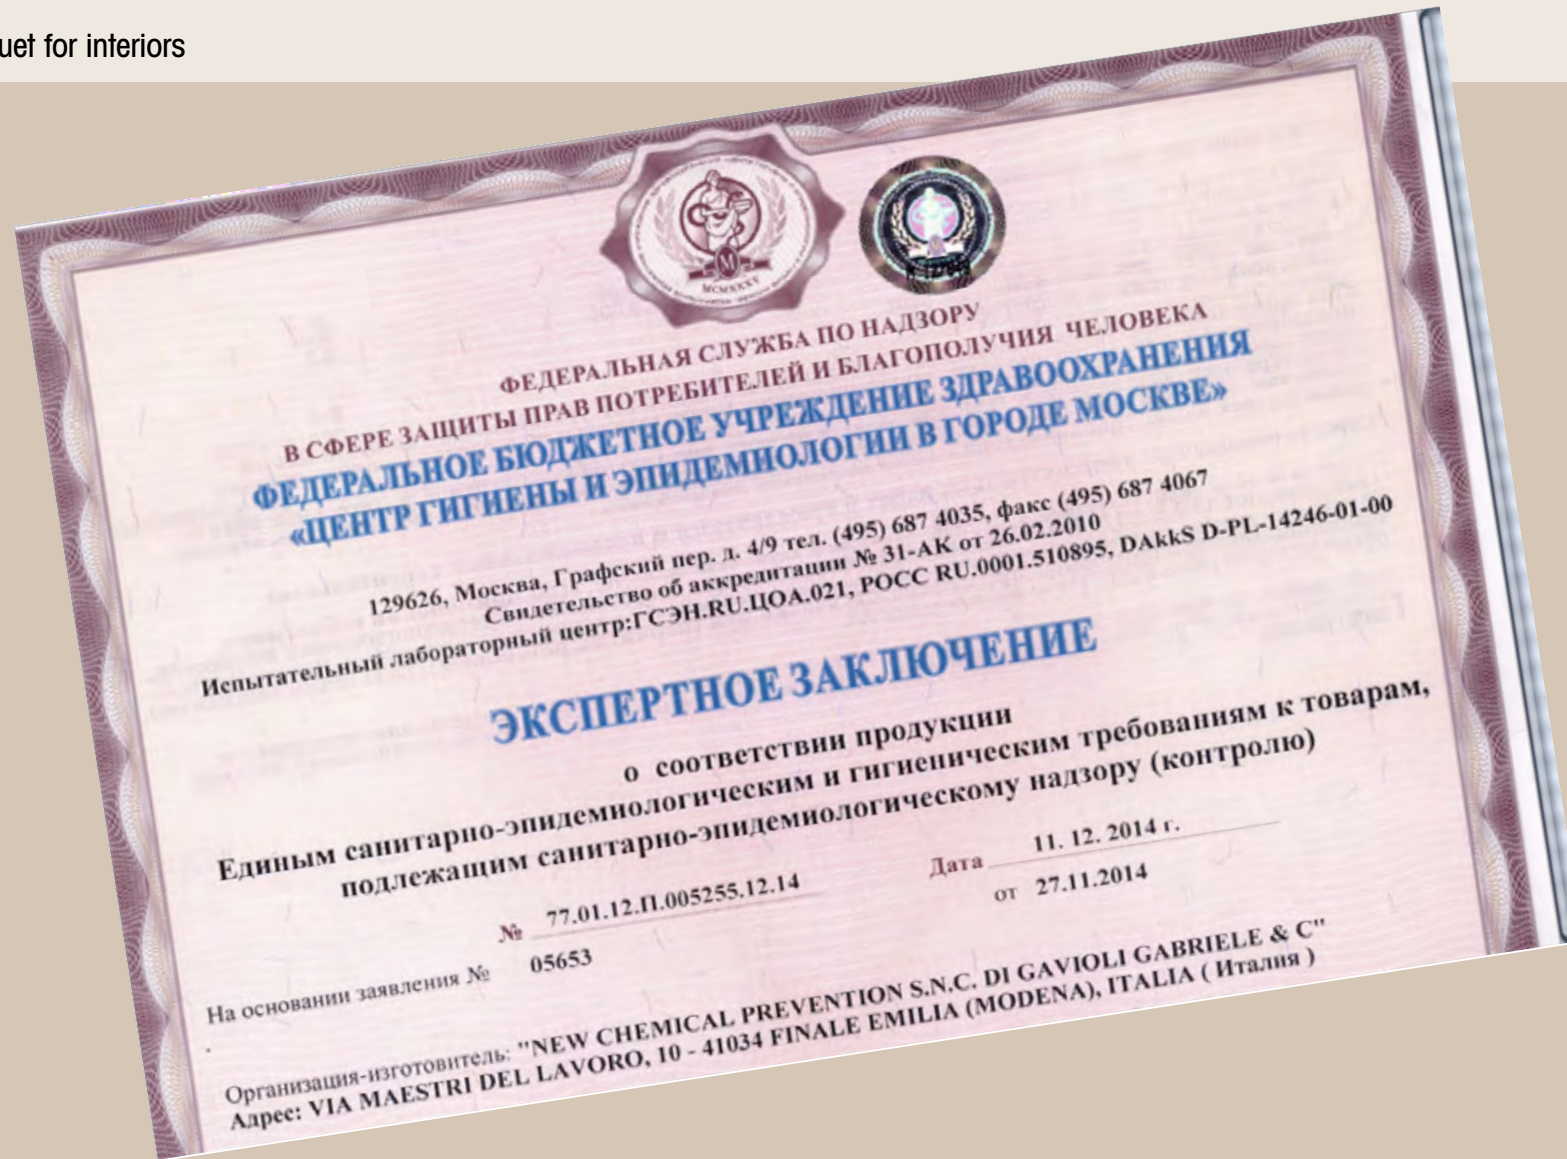 uet for interiors
MCMXXXV
ФЕДЕРАЛЬНАЯ СЛУЖБА ПО НАДЗОРУ
В СФЕРЕ ЗАЩИТЫ ПРАВ ПОТРЕБИТЕЛЕЙ И БЛАГОПОЛУЧИЯ ЧЕЛОВЕКА
ФЕДЕРАЛЬНОЕ БЮДЖЕТНОЕ УЧРЕЖДЕНИЕ ЗДРАВООХРАНЕНИЯ
«ЦЕНТР ГИГИЕНЫ И ЭПИДЕМИОЛОГИИ В ГОРОДЕ МОСКВЕ»
129626, Москва, Графский пер. д. 4/9 тел. (495) 687 4035, факс (495) 687 4067
Свидетельство об аккредитации № 31-АК от 26.02.2010
Испытательный лабораторный центр:ГСЭН.RU.ЦОА.021, РОСС RU.0001.510895, DAkkS D-PL-14246-01-00
ЭКСПЕРТНОЕ ЗАКЛЮЧЕНИЕ
о соответствии продукции
Единым санитарно-эпидемиологическим и гигиеническим требованиям к товарам,
подлежащим санитарно-эпидемиологическому надзору (контролю)
№ 77.01.12.П.005255.12.14 Дата 11. 12. 2014 г.
На основании заявления № 05653 от 27.11.2014
Организация-изготовитель: "NEW CHEMICAL PREVENTION S.N.C. DI GAVIOLI GABRIELE & C"
Адрес: VIA MAESTRI DEL LAVORO, 10 - 41034 FINALE EMILIA (MODENA), ITALIA ( Италия )